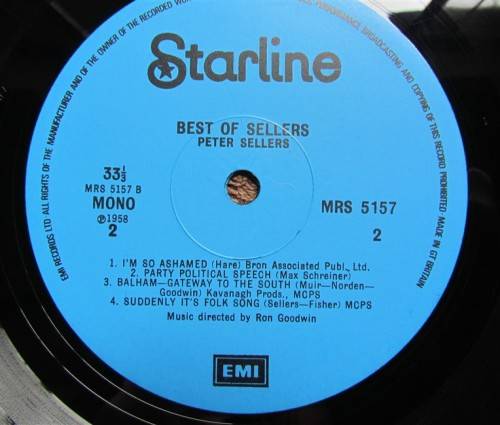 EMI RECORDS LTD ALL RIGHTS OF THE MANUFACTURER AND OF THE OWNER OF THE RECORDED WOR
PERFORMANCE BROADCASTING AND COPYING OF THIS RECORD PROHIBITED · MADE IN GT BRITAIN
Starline
BEST OF SELLERS
PETER SELLERS
33⅓
MRS 5157 B
MONO
℗1958
2
MRS 5157
2
1. I'M SO ASHAMED (Hare) Bron Associated Publ., Ltd.
2. PARTY POLITICAL SPEECH (Max Schreiner)
3. BALHAM—GATEWAY TO THE SOUTH (Muir—Norden—
Goodwin) Kavanagh Prods., MCPS
4. SUDDENLY IT'S FOLK SONG (Sellers—Fisher) MCPS
Music directed by Ron Goodwin
EMI